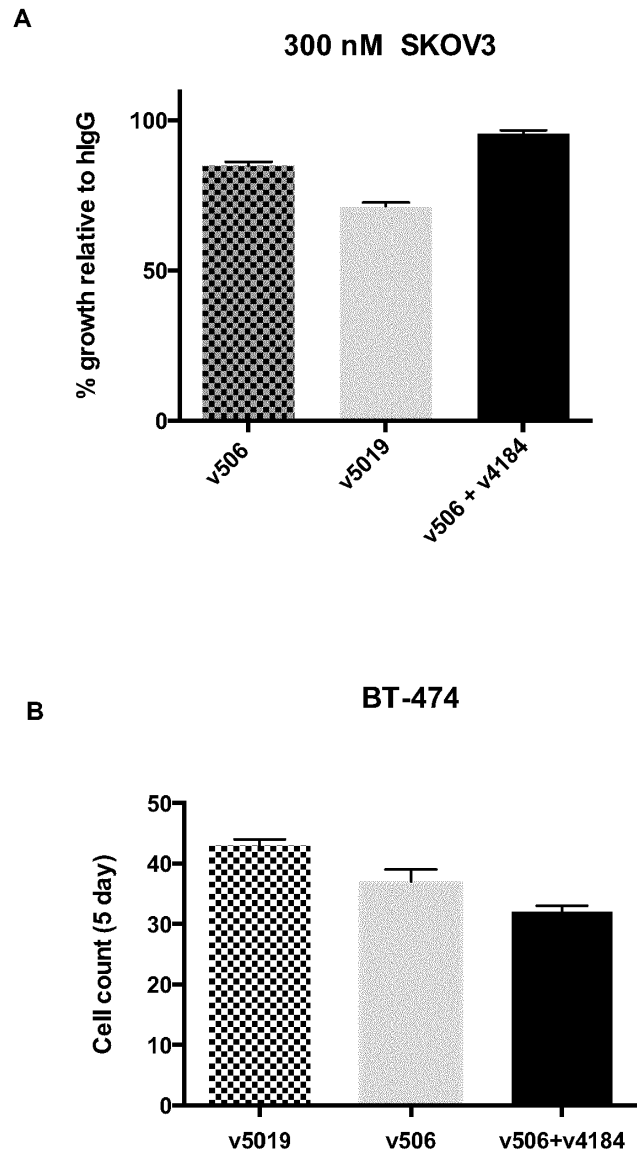 A
300 nM SKOV3
% growth relative to hIgG
100
50
0
v506
v5019
v506 + v4184
B
BT-474
Cell count (5 day)
50
40
30
20
10
0
v5019
v506
v506+v4184